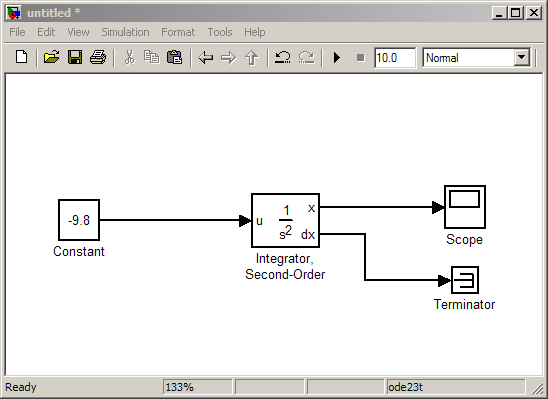 untitled *
File Edit View Simulation Format Tools Help
10.0 Normal
-9.8
Constant
u
1
s2
x
dx
Integrator,
Second-Order
Scope
Terminator
Ready 133% ode23t